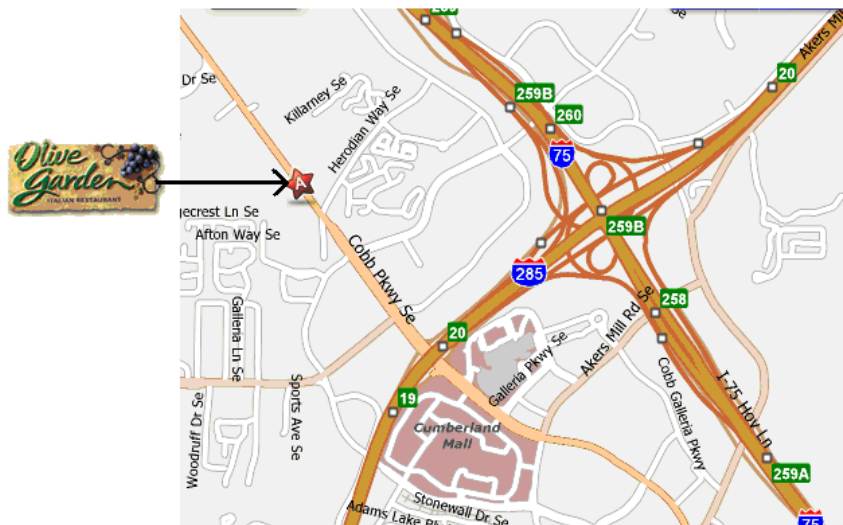 Olive
Garden
ITALIAN RESTAURANT
A
Dr Se
Killarney Se
Herodian Way Se
gecrest Ln Se
Afton Way Se
Cobb Pkwy Se
Galleria Ln Se
Sports Ave Se
Woodruff Dr Se
259B
260
75
20
Akers Mill
259B
285
258
20
19
Galleria Pkwy Se
Akers Mill Rd Se
Cobb Galleria Pkwy
I-75 Hov Ln
259A
75
Cumberland
Mall
Stonewall Dr Se
Adams Lake